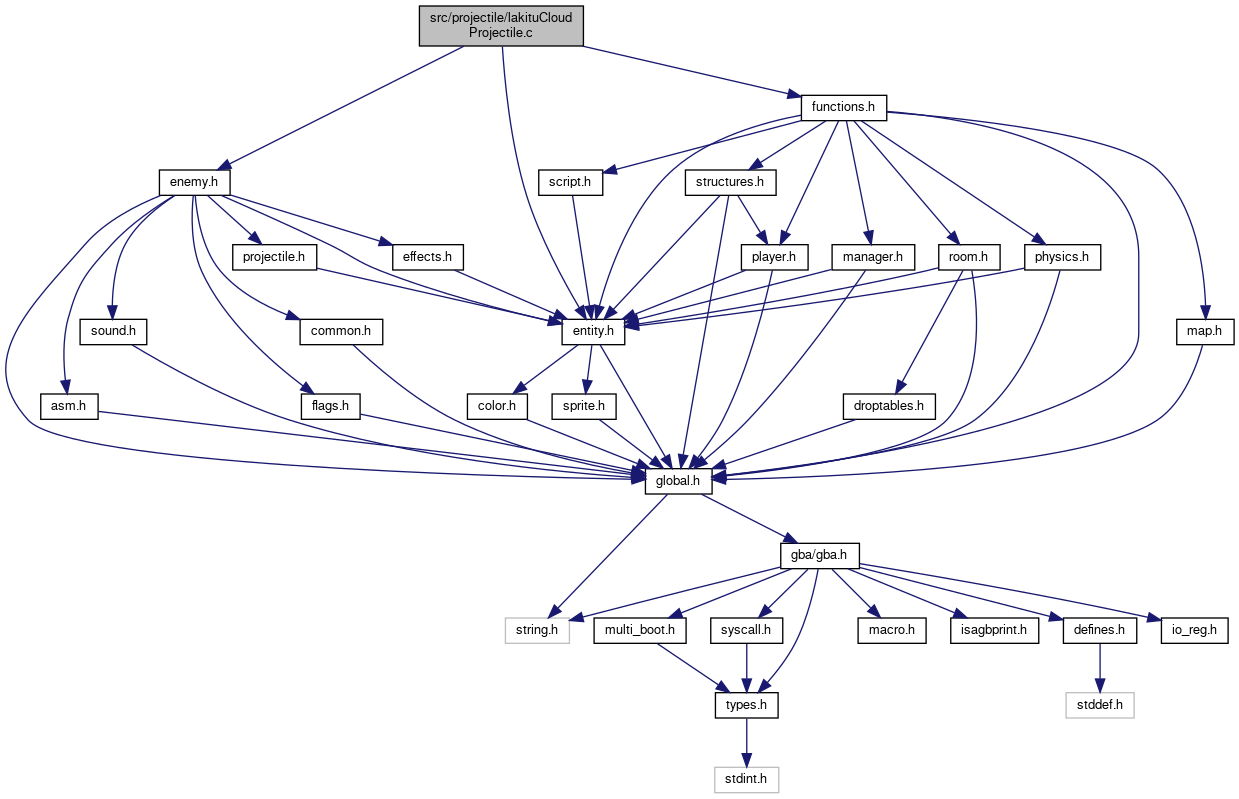 src/projectile/lakituCloud
Projectile.c
functions.h
enemy.h
script.h
structures.h
projectile.h
effects.h
player.h
manager.h
room.h
physics.h
sound.h
common.h
entity.h
map.h
asm.h
flags.h
color.h
sprite.h
droptables.h
global.h
gba/gba.h
string.h
multi_boot.h
syscall.h
macro.h
isagbprint.h
defines.h
io_reg.h
types.h
stddef.h
stdint.h